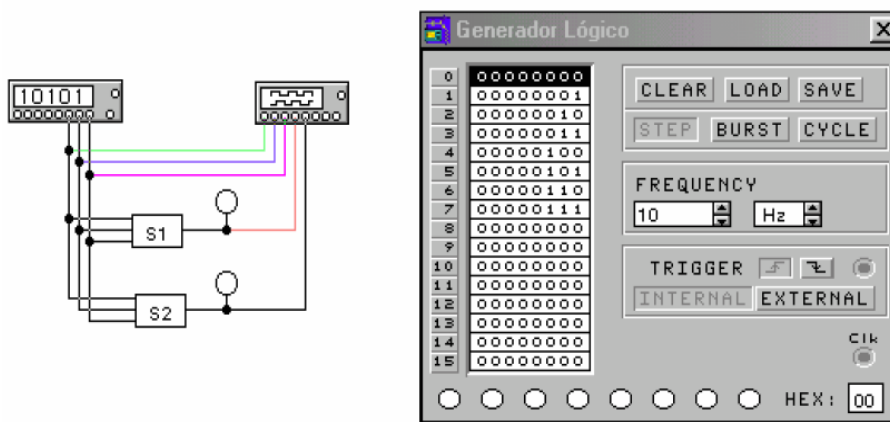 10101
S1
S2
Generador Lógico
0 00000000
1 00000001
2 00000010
3 00000011
4 00000100
5 00000101
6 00000110
7 00000111
8 00000000
9 00000000
10 00000000
11 00000000
12 00000000
13 00000000
14 00000000
15 00000000
CLEAR LOAD SAVE
STEP BURST CYCLE
FREQUENCY
10 Hz
TRIGGER
INTERNAL EXTERNAL
Clk
HEX: 00